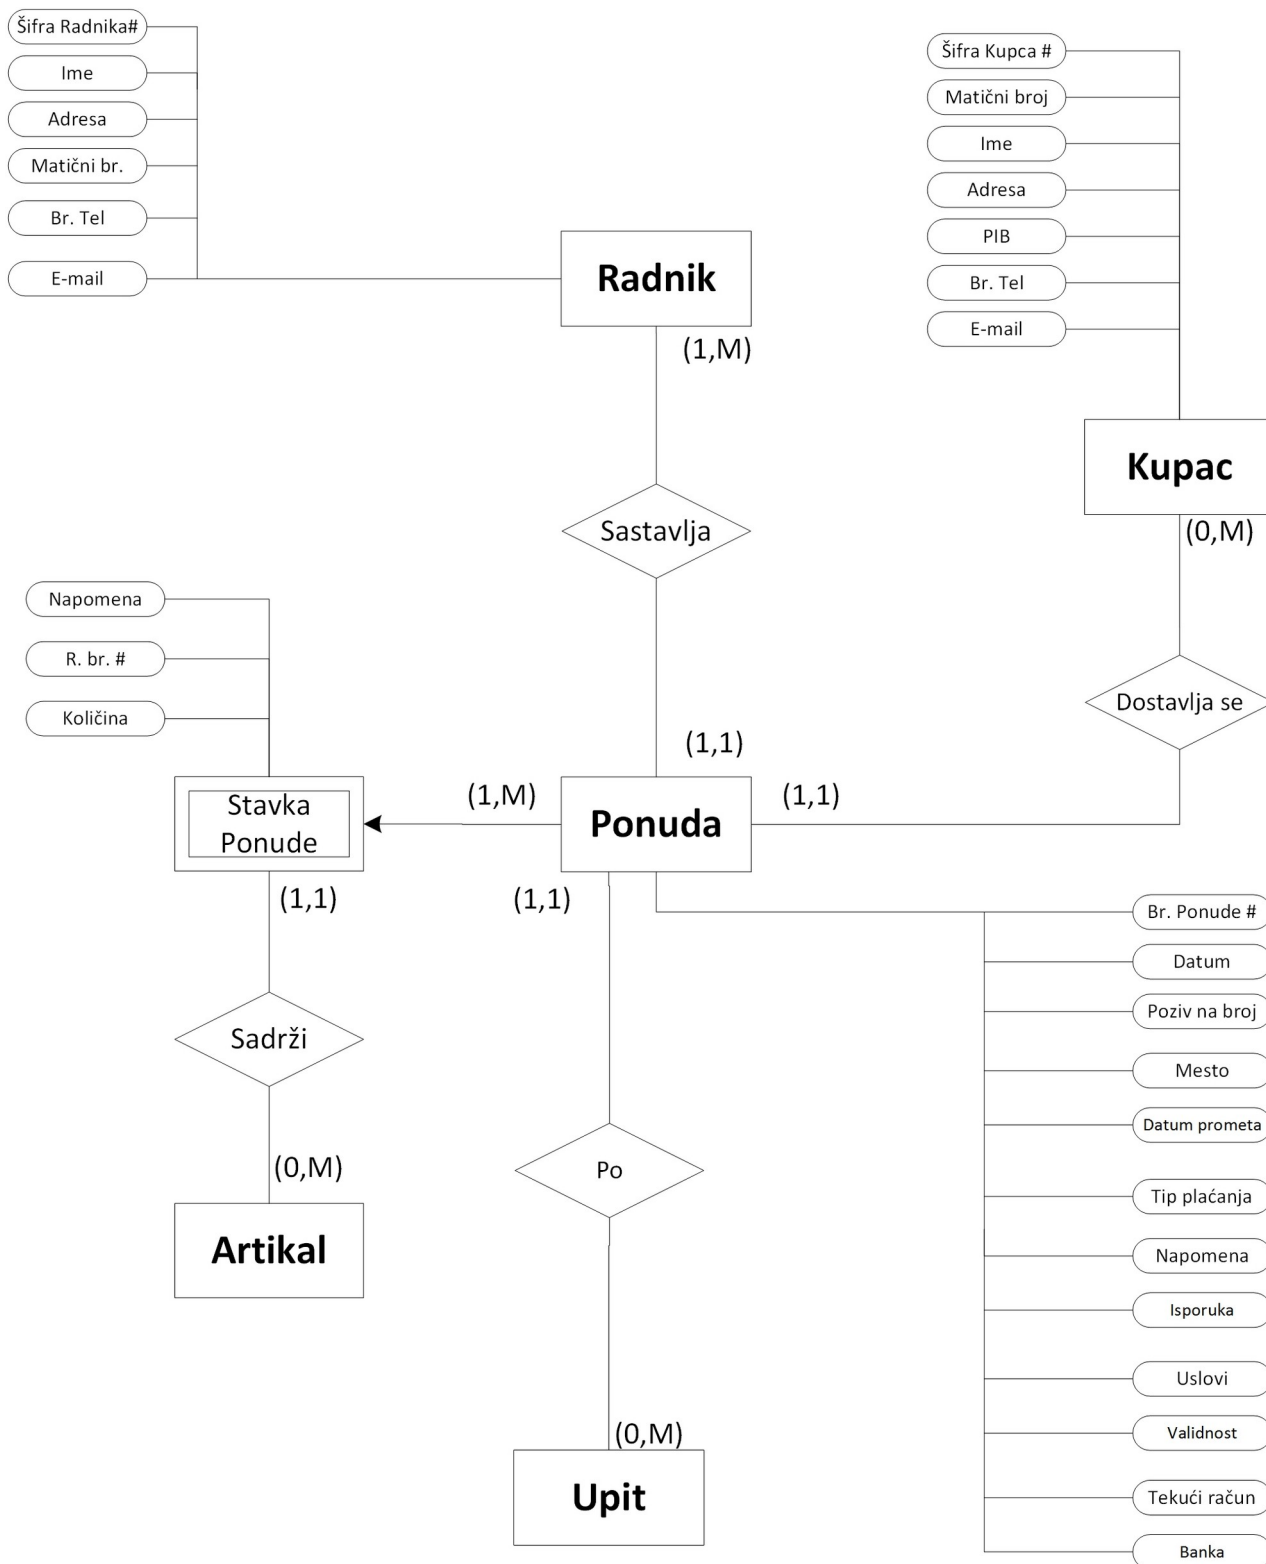 Šifra Radnika#
Ime
Adresa
Matični br.
Br. Tel
E-mail
Radnik
(1,M)
Šifra Kupca #
Matični broj
Ime
Adresa
PIB
Br. Tel
E-mail
Kupac
(0,M)
Sastavlja
Dostavlja se
Napomena
R. br. #
Količina
(1,1)
Stavka
Ponude
(1,M)
Ponuda
(1,1)
(1,1)
(1,1)
Sadrži
(0,M)
Artikal
Po
(0,M)
Upit
Br. Ponude #
Datum
Poziv na broj
Mesto
Datum prometa
Tip plaćanja
Napomena
Isporuka
Uslovi
Validnost
Tekući račun
Banka